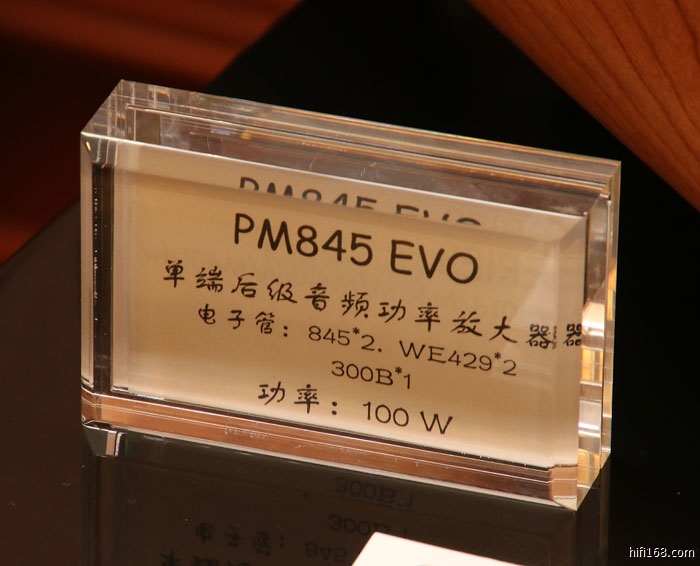 PM845 EVO
单端后级音频功率放大器
电子管：845*2. WE429*2
300B*1
功率：100 W
hifi168.com